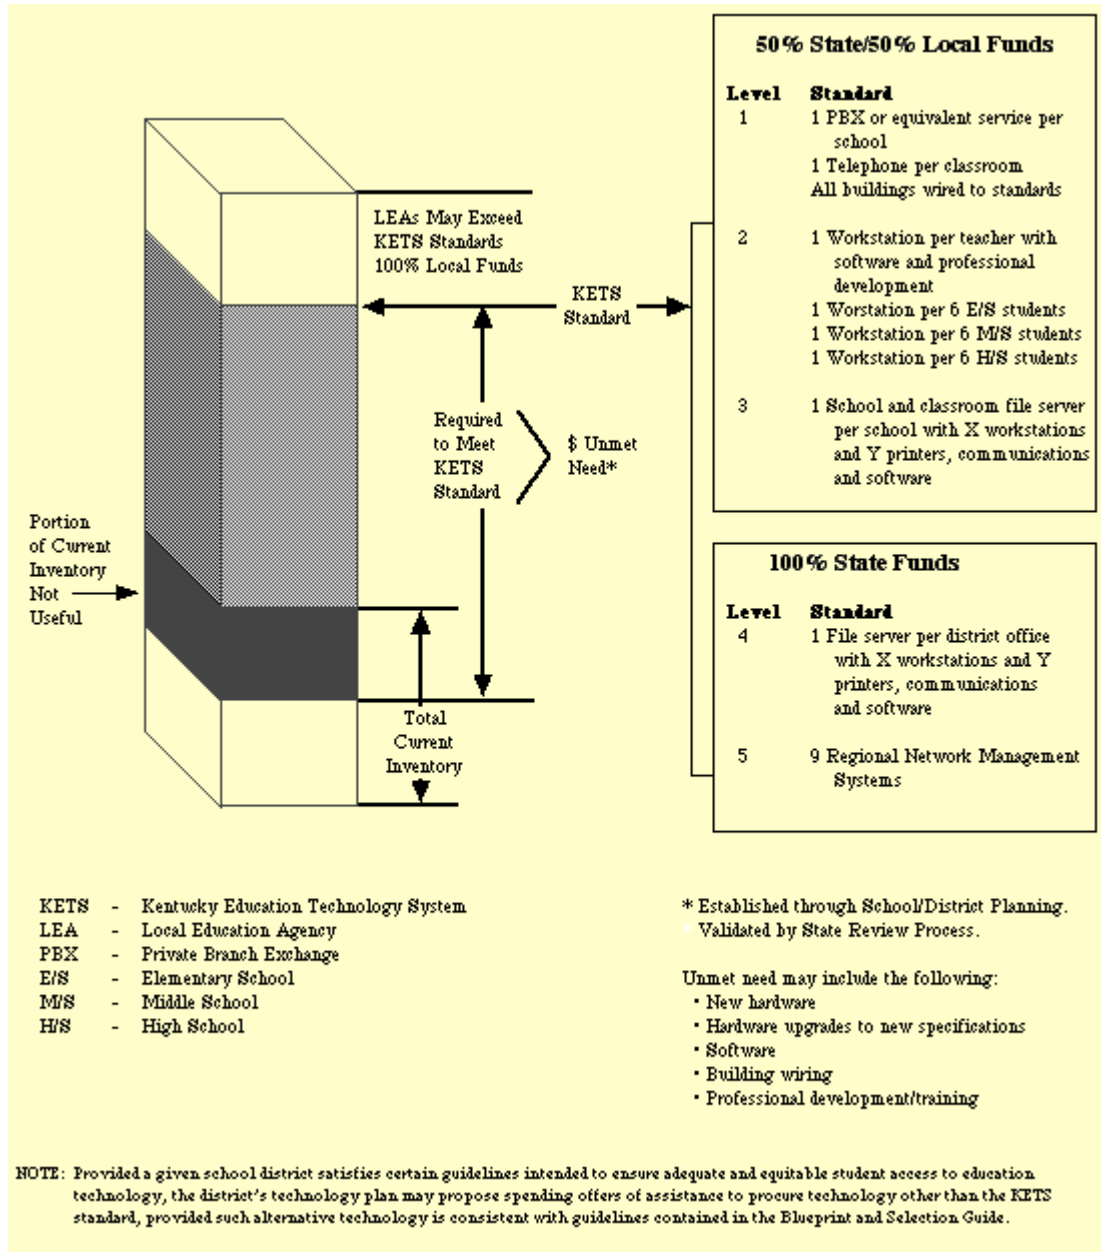 50% State/50% Local Funds
Level Standard
1 1 PBX or equivalent service per
school
1 Telephone per classroom
All buildings wired to standards
2 1 Workstation per teacher with
software and professional
development
1 Worstation per 6 E/S students
1 Workstation per 6 M/S students
1 Workstation per 6 H/S students
3 1 School and classroom file server
per school with X workstations
and Y printers, communications
and software
100% State Funds
Level Standard
4 1 File server per district office
with X workstations and Y
printers, communications
and software
5 9 Regional Network Management
Systems
LEAs May Exceed
KETS Standards
100% Local Funds
KETS
Standard
Required
to Meet
KETS
Standard
$ Unmet
Need*
Portion
of Current
Inventory
Not
Useful
Total
Current
Inventory
KETS - Kentucky Education Technology System
LEA - Local Education Agency
PBX - Private Branch Exchange
E/S - Elementary School
M/S - Middle School
H/S - High School
* Established through School/District Planning.
Validated by State Review Process.
Unmet need may include the following:
• New hardware
• Hardware upgrades to new specifications
• Software
• Building wiring
• Professional development/training
NOTE: Provided a given school district satisfies certain guidelines intended to ensure adequate and equitable student access to education
technology, the district's technology plan may propose spending offers of assistance to procure technology other than the KETS
standard, provided such alternative technology is consistent with guidelines contained in the Blueprint and Selection Guide.